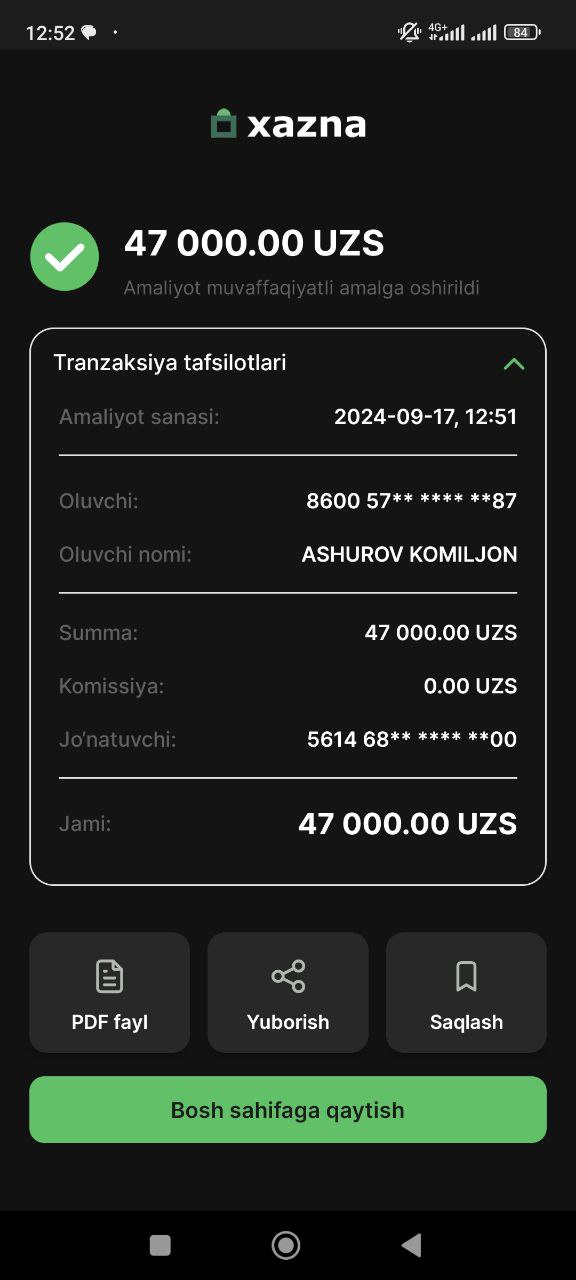 12:52
4G+ 84
xazna
47 000.00 UZS
Amaliyot muvaffaqiyatli amalga oshirildi
Tranzaksiya tafsilotlari
Amaliyot sanasi: 2024-09-17, 12:51
Oluvchi: 8600 57** **** **87
Oluvchi nomi: ASHUROV KOMILJON
Summa: 47 000.00 UZS
Komissiya: 0.00 UZS
Jo‘natuvchi: 5614 68** **** **00
Jami: 47 000.00 UZS
PDF fayl Yuborish Saqlash
Bosh sahifaga qaytish